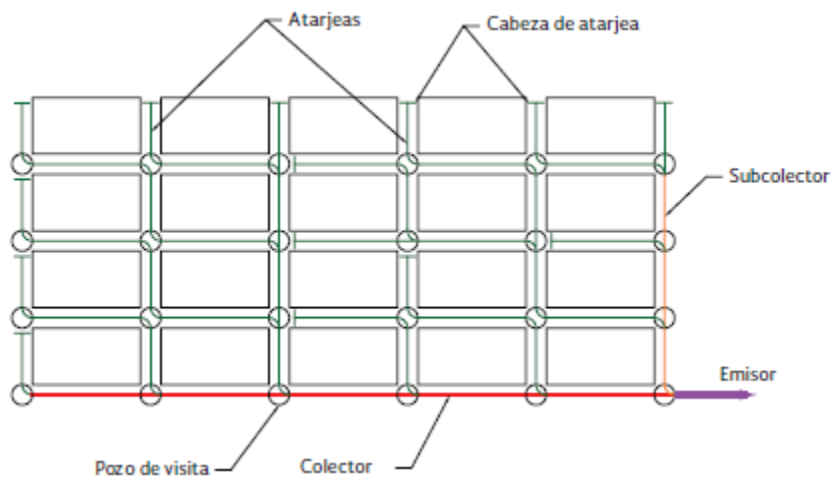 Atarjeas
Cabeza de atarjea
Subcolector
Emisor
Pozo de visita
Colector